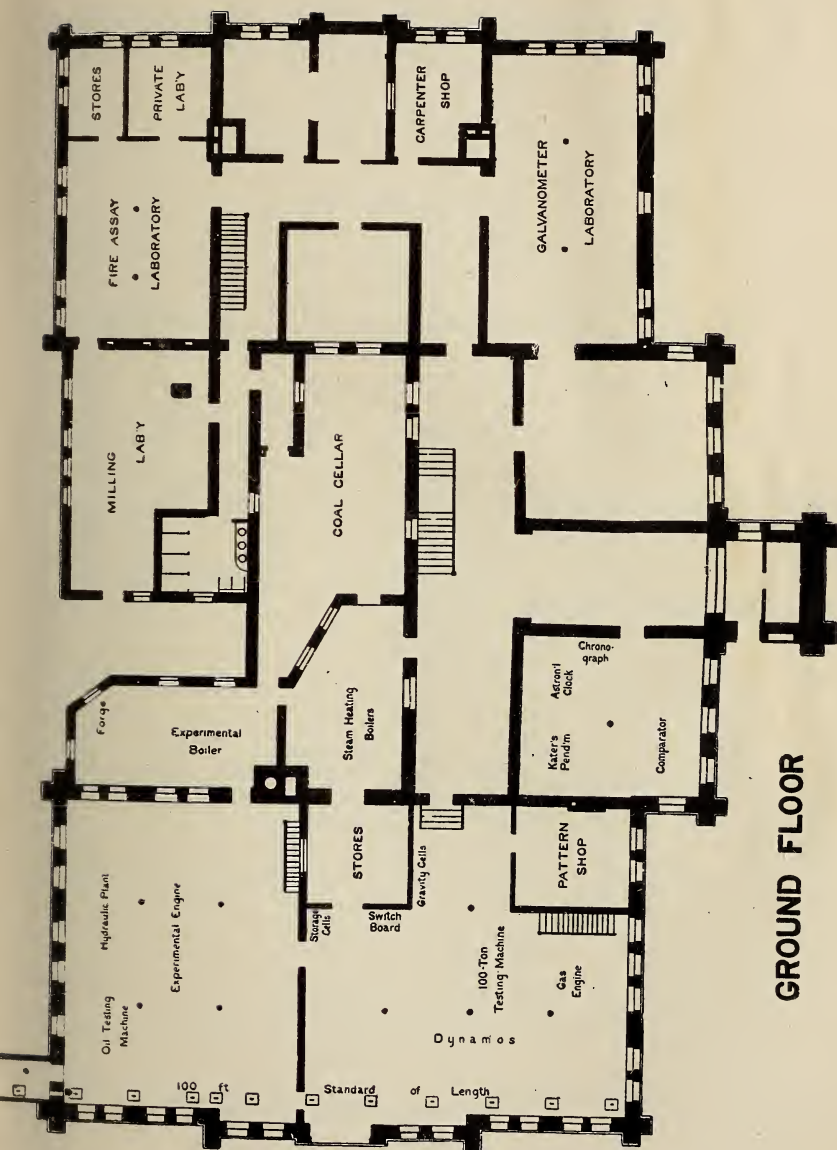 STORES
PRIVATE
LAB'Y
CARPENTER
SHOP
FIRE ASSAY
LABORATORY
GALVANOMETER
LABORATORY
MILLING
LAB'Y
COAL CELLAR
Forge
Experimental
Boiler
Steam Heating
Boilers
Chrono-
graph
Astron'l
Clock
Kater's
Pend'm
Comparator
Oil Testing
Machine
Hydraulic Plant
Experimental Engine
STORES
Storage
Cells
Switch
Board
Gravity Cells
PATTERN
SHOP
100-Ton
Testing Machine
Gas
Engine
Dynamos
100 ft Standard of Length
GROUND FLOOR